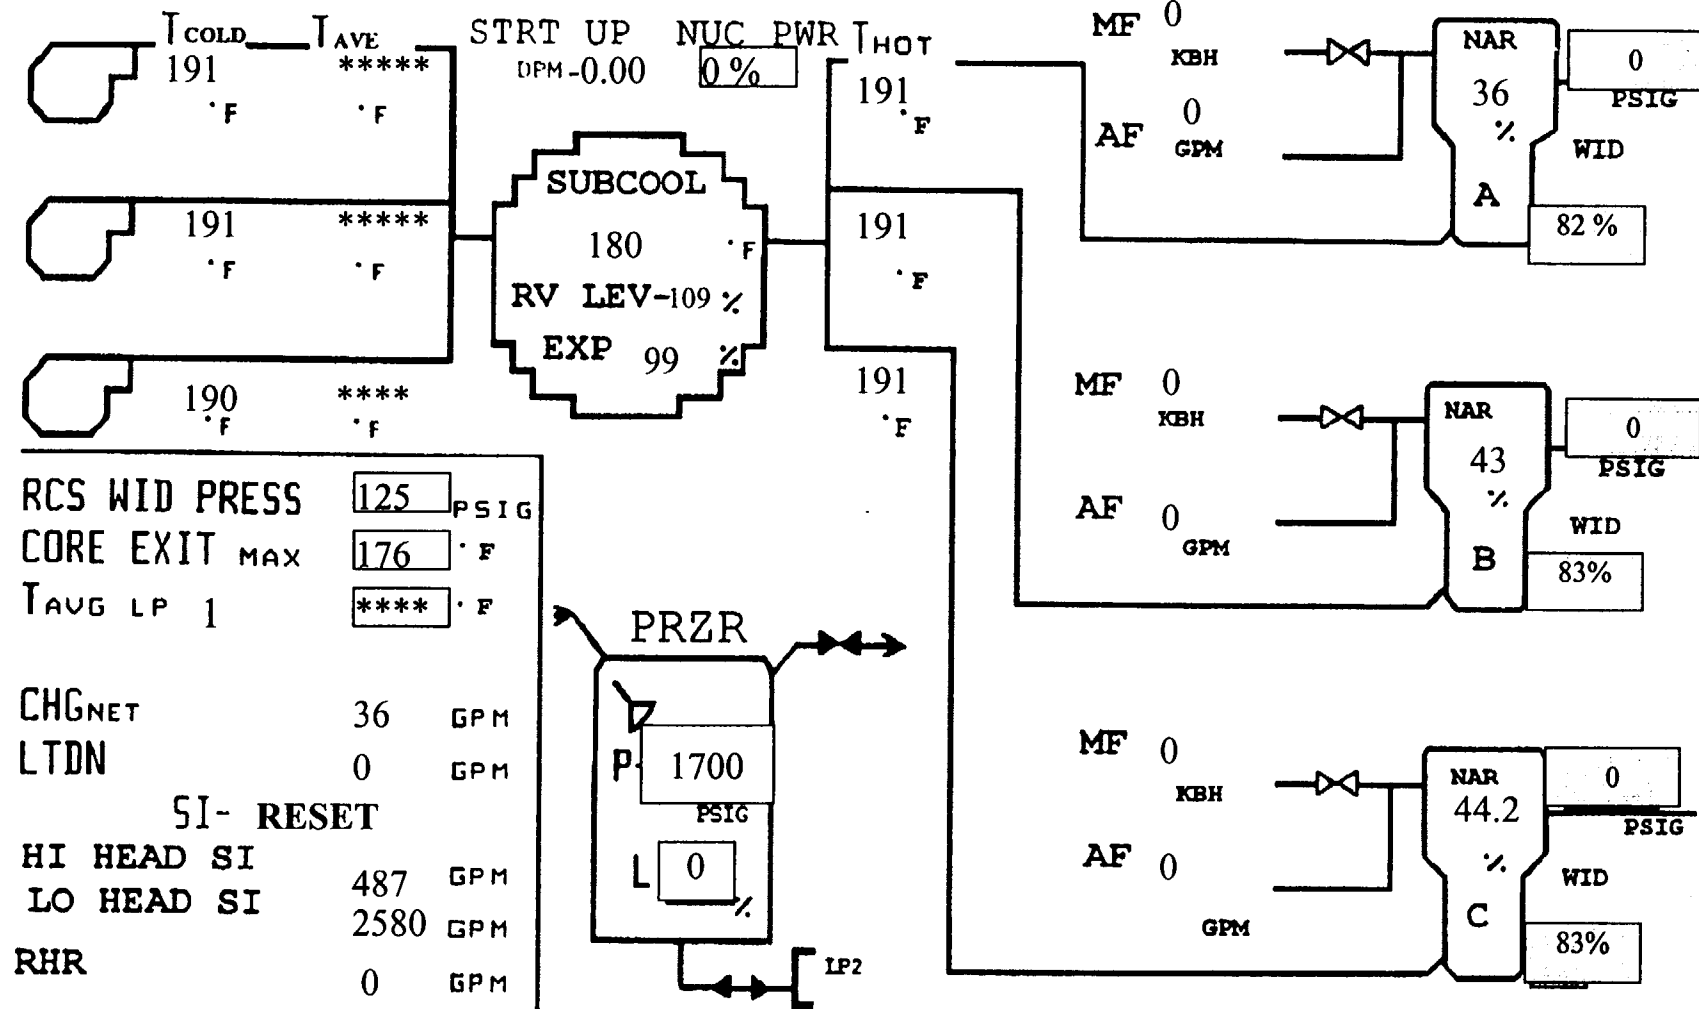 TCOLD TAVE STRT UP NUC PWR THOT
191 ***** DPM -0.00 0% 191
°F °F °F
191 ***** 191
°F °F °F
190 **** 191
°F °F °F
SUBCOOL
180 °F
RV LEV-109 %
EXP 99 %
MF 0
KBH
AF 0
GPM
NAR
36
%
A
0
PSIG
WID
82 %
MF 0
KBH
AF 0
GPM
NAR
43
%
B
0
PSIG
WID
83%
MF 0
KBH
AF 0
GPM
NAR
44.2
%
C
0
PSIG
WID
83%
RCS WID PRESS 125 PSIG
CORE EXIT MAX 176 °F
TAVG LP 1 **** °F
CHGNET 36 GPM
LTDN 0 GPM
SI- RESET
HI HEAD SI 487 GPM
LO HEAD SI 2580 GPM
RHR 0 GPM
PRZR
P 1700
PSIG
L 0
%
LP2